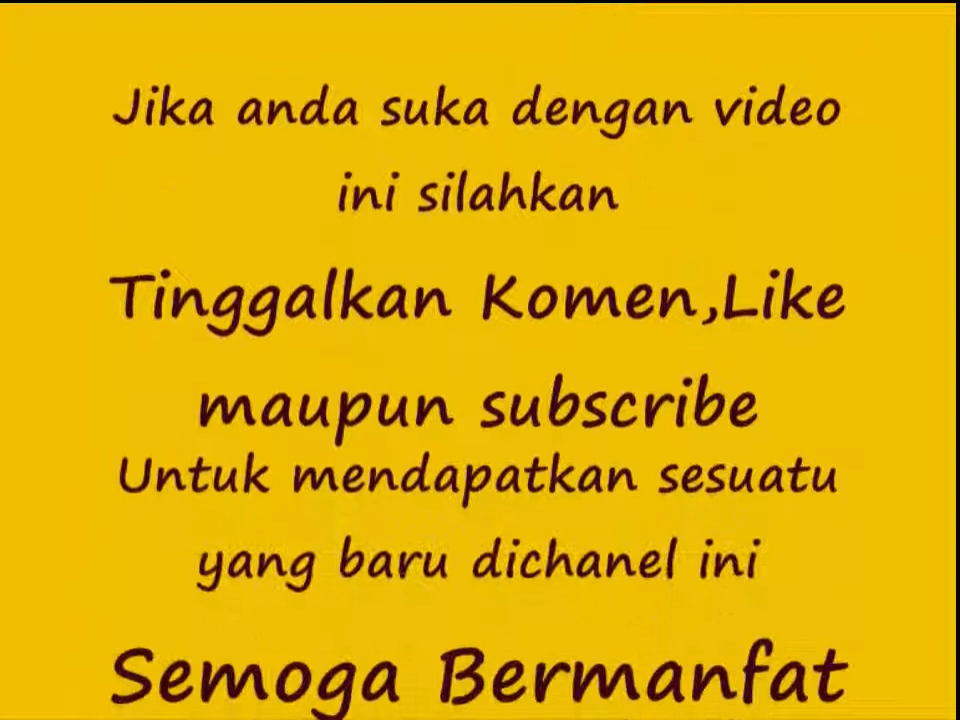 Jika anda suka dengan video
ini silahkan
Tinggalkan Komen,Like
maupun subscribe
Untuk mendapatkan sesuatu
yang baru dichanel ini
Semoga Bermanfat